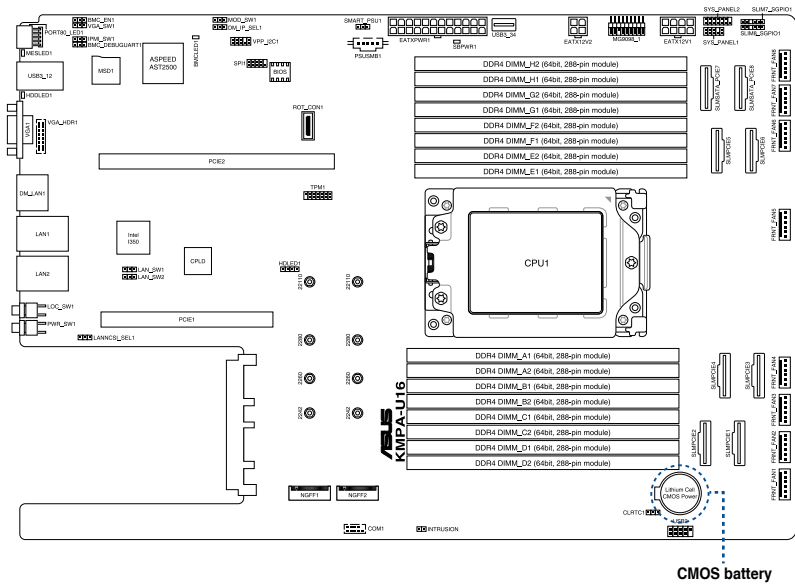 BMC_EN1
VGA_SW1
PORT80_LED1
IPMI_SW1
BMC_DEBUGUART1
MESLED1
USB3_12
HDDLED1
MSD1
ASPEED
AST2500
BMCLED1
MOD_SW1
DM_IP_SEL1
VPP_I2C1
SPI1
BIOS
SMART_PSU1
PSUSMB1
EATXPWR1
SBPWR1
USB3_34
EATX12V2
MG9098_1
EATX12V1
SYS_PANEL2
SYS_PANEL1
SLIM7_SGPIO1
SLIM8_SGPIO1
DDR4 DIMM_H2 (64bit, 288-pin module)
DDR4 DIMM_H1 (64bit, 288-pin module)
DDR4 DIMM_G2 (64bit, 288-pin module)
DDR4 DIMM_G1 (64bit, 288-pin module)
DDR4 DIMM_F2 (64bit, 288-pin module)
DDR4 DIMM_F1 (64bit, 288-pin module)
DDR4 DIMM_E2 (64bit, 288-pin module)
DDR4 DIMM_E1 (64bit, 288-pin module)
SLMSATA_PCIE7
SLMSATA_PCIE8
FRNT_FAN8
FRNT_FAN7
FRNT_FAN6
SLMPCIE5
SLMPCIE6
FRNT_FAN5
VGA1
VGA_HDR1
ROT_CON1
PCIE2
TPM1
DM_LAN1
LAN1
LAN2
Intel
I350
CPLD
LAN_SW1
LAN_SW2
HDLED1
CPU1
22110
22110
LOC_SW1
PWR_SW1
PCIE1
LANNCSI_SEL1
2280
2280
2260
2260
2242
2242
ASUS
KMPA-U16
DDR4 DIMM_A1 (64bit, 288-pin module)
DDR4 DIMM_A2 (64bit, 288-pin module)
DDR4 DIMM_B1 (64bit, 288-pin module)
DDR4 DIMM_B2 (64bit, 288-pin module)
DDR4 DIMM_C1 (64bit, 288-pin module)
DDR4 DIMM_C2 (64bit, 288-pin module)
DDR4 DIMM_D1 (64bit, 288-pin module)
DDR4 DIMM_D2 (64bit, 288-pin module)
SLMPCIE4
SLMPCIE3
SLMPCIE2
SLMPCIE1
FRNT_FAN4
FRNT_FAN3
FRNT_FAN2
FRNT_FAN1
NGFF1
NGFF2
Lithium Cell
CMOS Power
CLRTC1
USB2
COM1
INTRUSION
CMOS battery